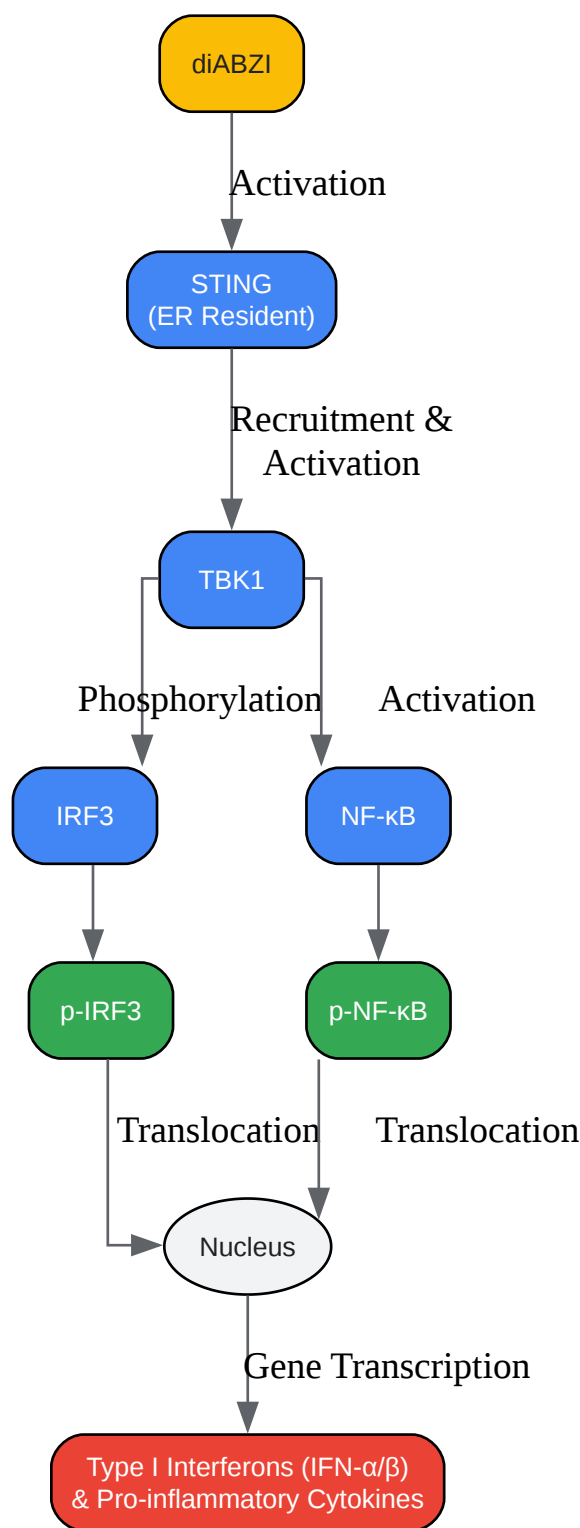 diABZI
Activation
STING
(ER Resident)
Recruitment &
Activation
TBK1
Phosphorylation
Activation
IRF3
NF-κB
p-IRF3
p-NF-κB
Translocation
Translocation
Nucleus
Gene Transcription
Type I Interferons (IFN-α/β)
& Pro-inflammatory Cytokines